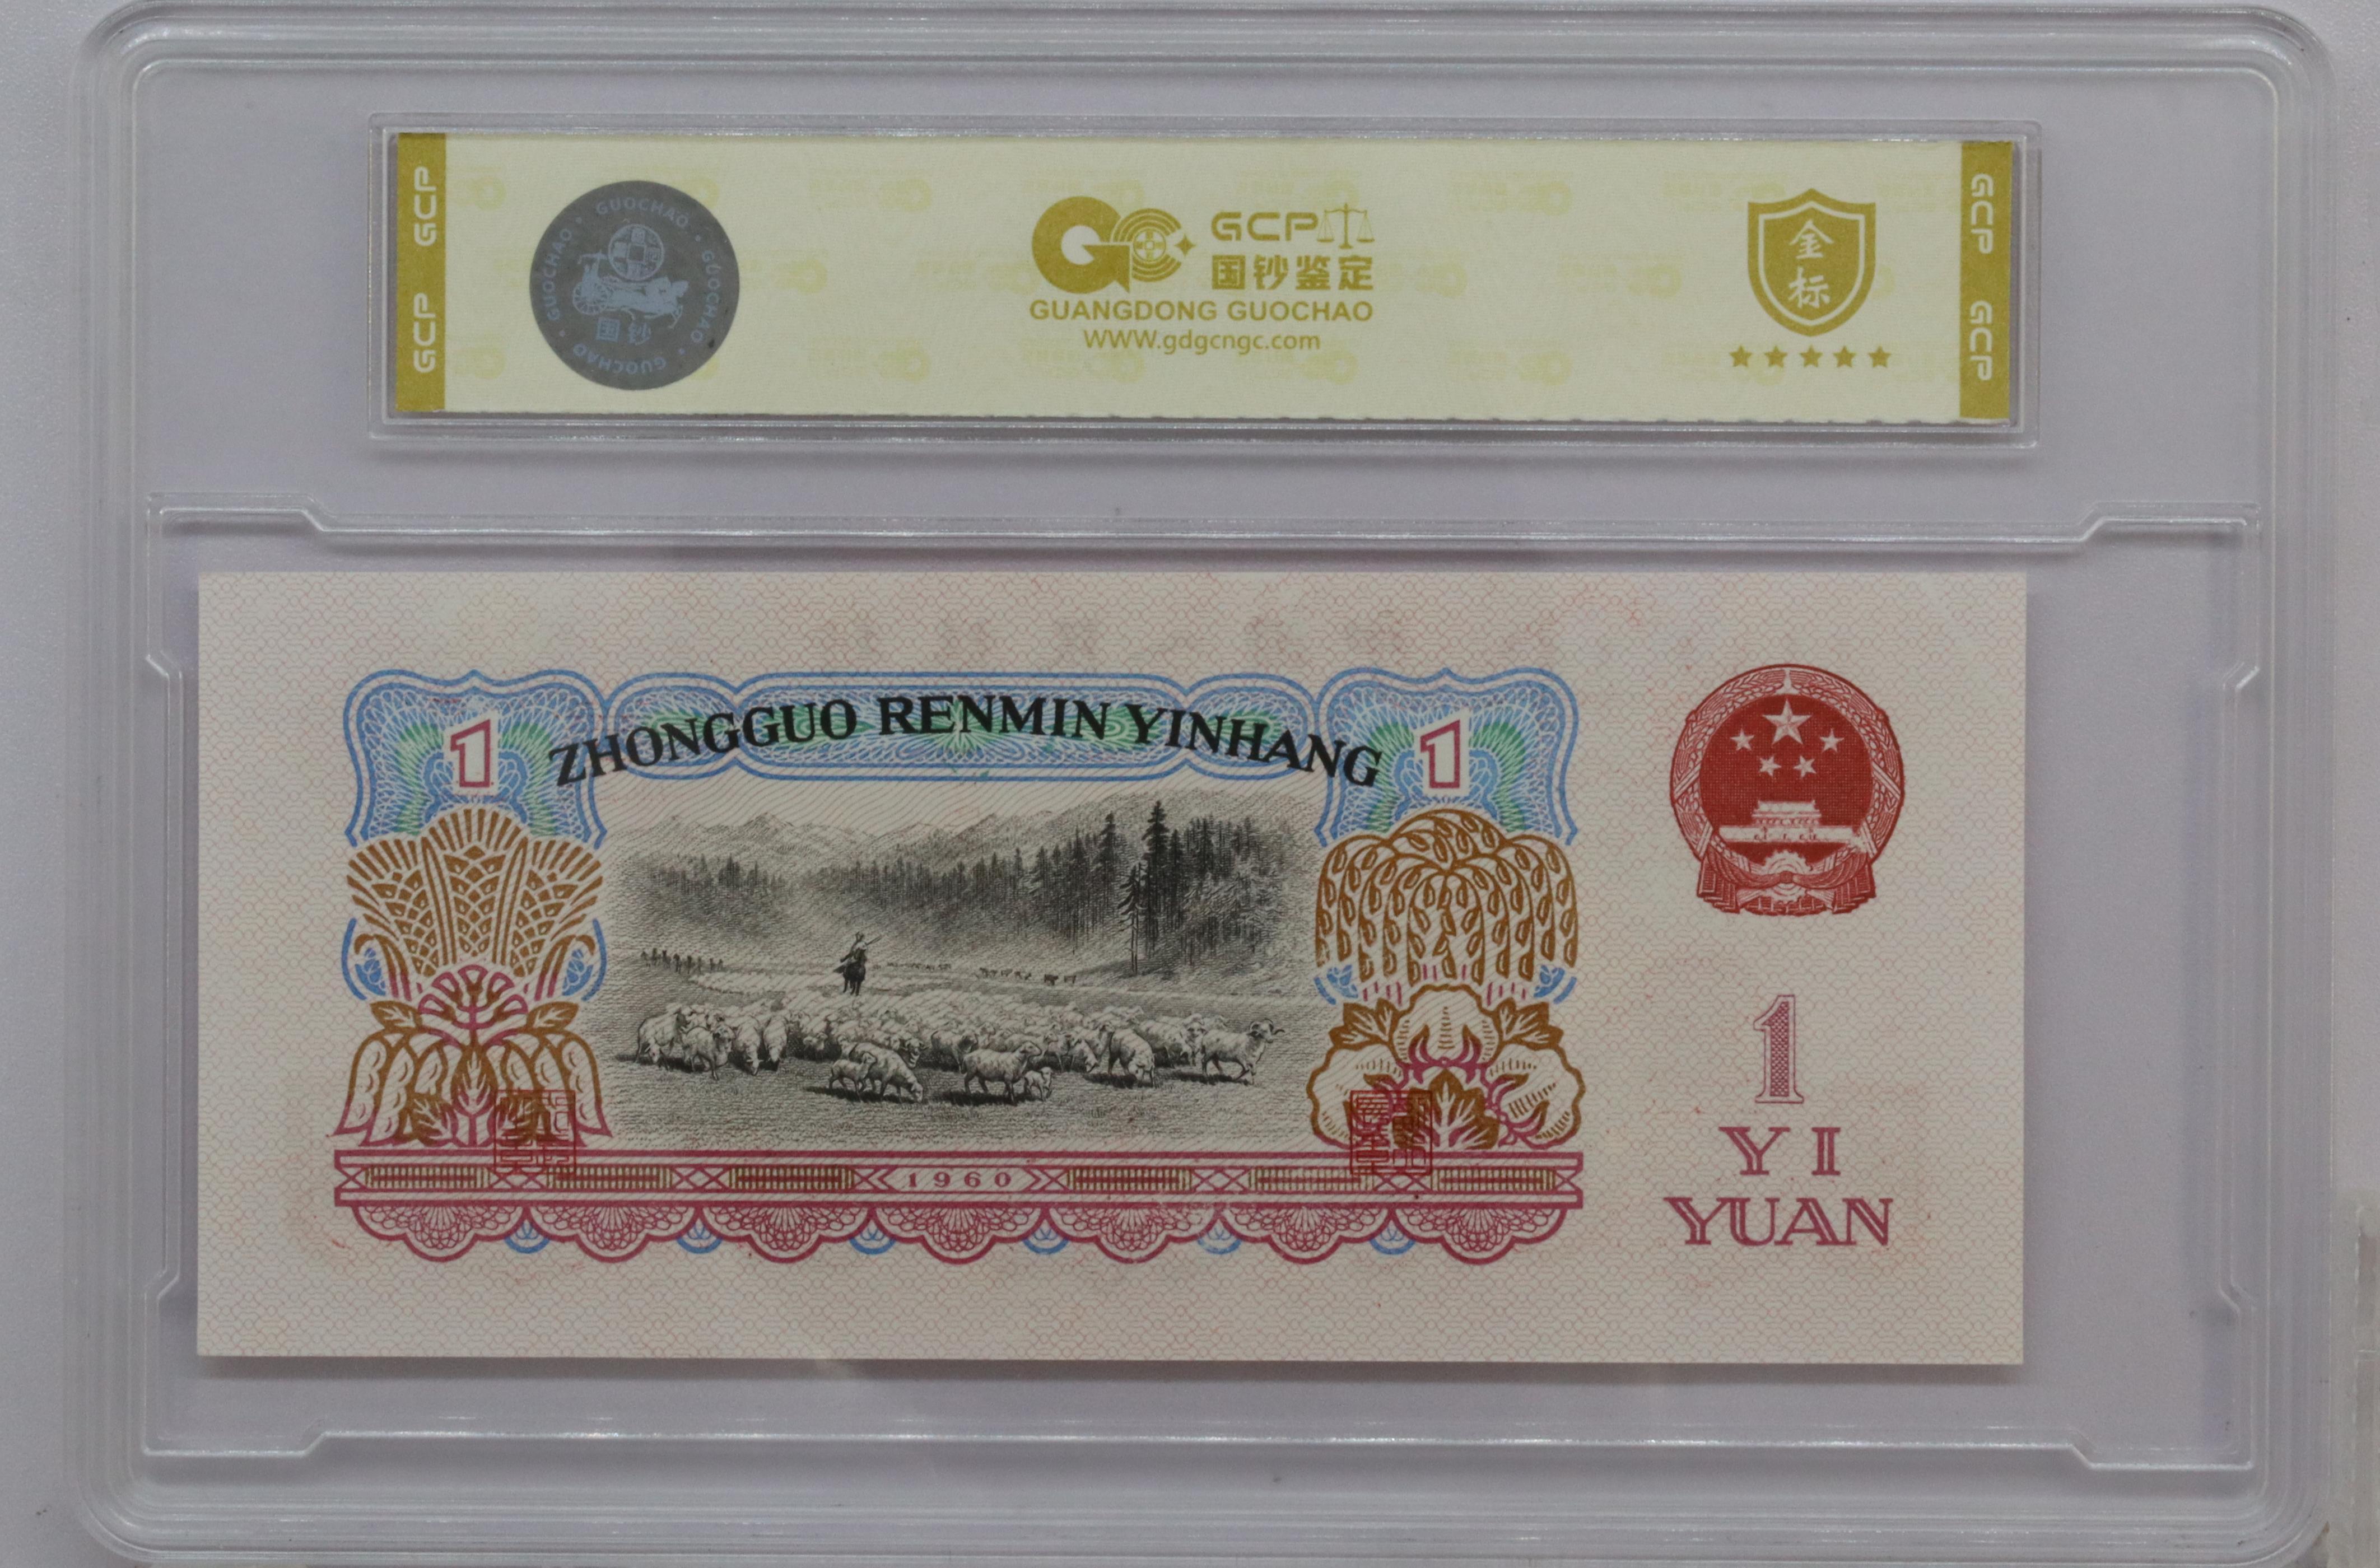 GCP GCP
GUOCHAO · GUOCHAO · GUOCHAO · GUOCHAO
国钞
GCP
国钞鉴定
GUANGDONG GUOCHAO
WWW.gdgcngc.com
金标
GCP GCP
ZHONGGUO RENMIN YINHANG
1
1
1960
1
YI
YUAN